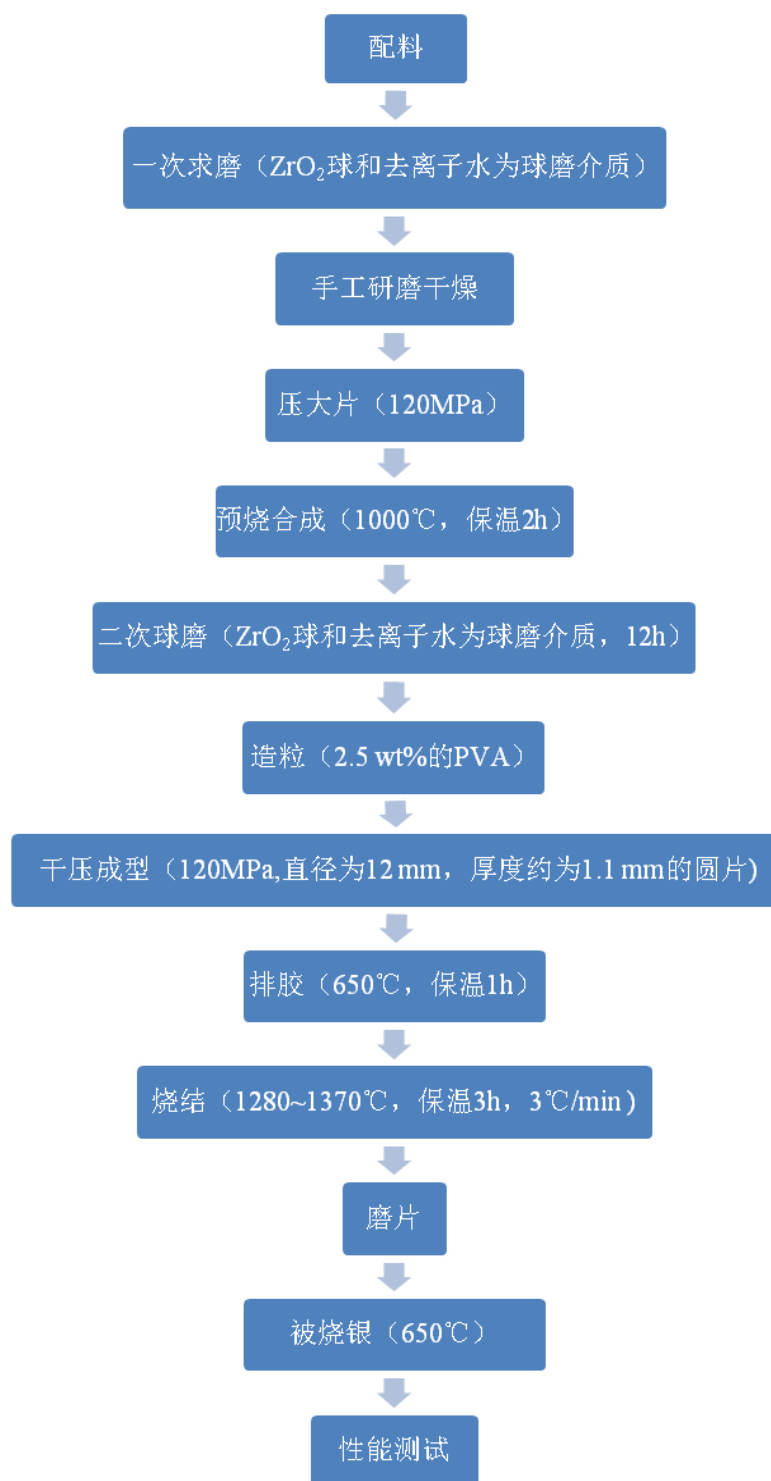 配料
一次求磨（ZrO₂球和去离子水为球磨介质）
手工研磨干燥
压大片（120MPa）
预烧合成（1000℃，保温2h）
二次球磨（ZrO₂球和去离子水为球磨介质，12h）
造粒（2.5 wt%的PVA）
干压成型（120MPa,直径为12 mm，厚度约为1.1 mm的圆片)
排胶（650℃，保温1h）
烧结（1280~1370℃，保温3h，3℃/min）
磨片
被烧银（650℃）
性能测试